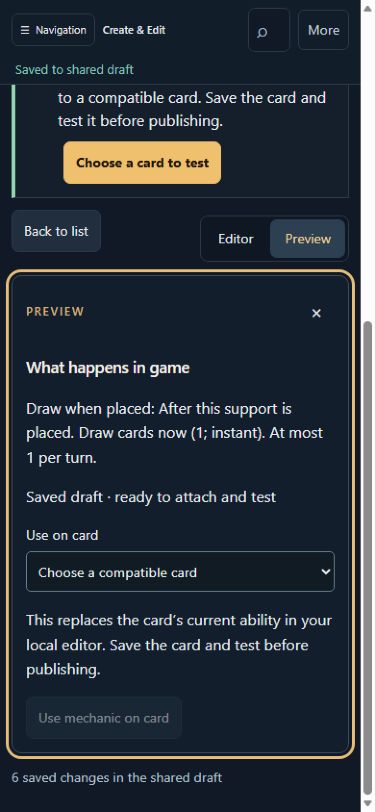 ☰ Navigation
Create & Edit
More
Saved to shared draft
to a compatible card. Save the card and
test it before publishing.
Choose a card to test
Back to list
Editor
Preview
PREVIEW
×
What happens in game
Draw when placed: After this support is
placed. Draw cards now (1; instant). At most
1 per turn.
Saved draft · ready to attach and test
Use on card
Choose a compatible card
This replaces the card’s current ability in your
local editor. Save the card and test before
publishing.
Use mechanic on card
6 saved changes in the shared draft